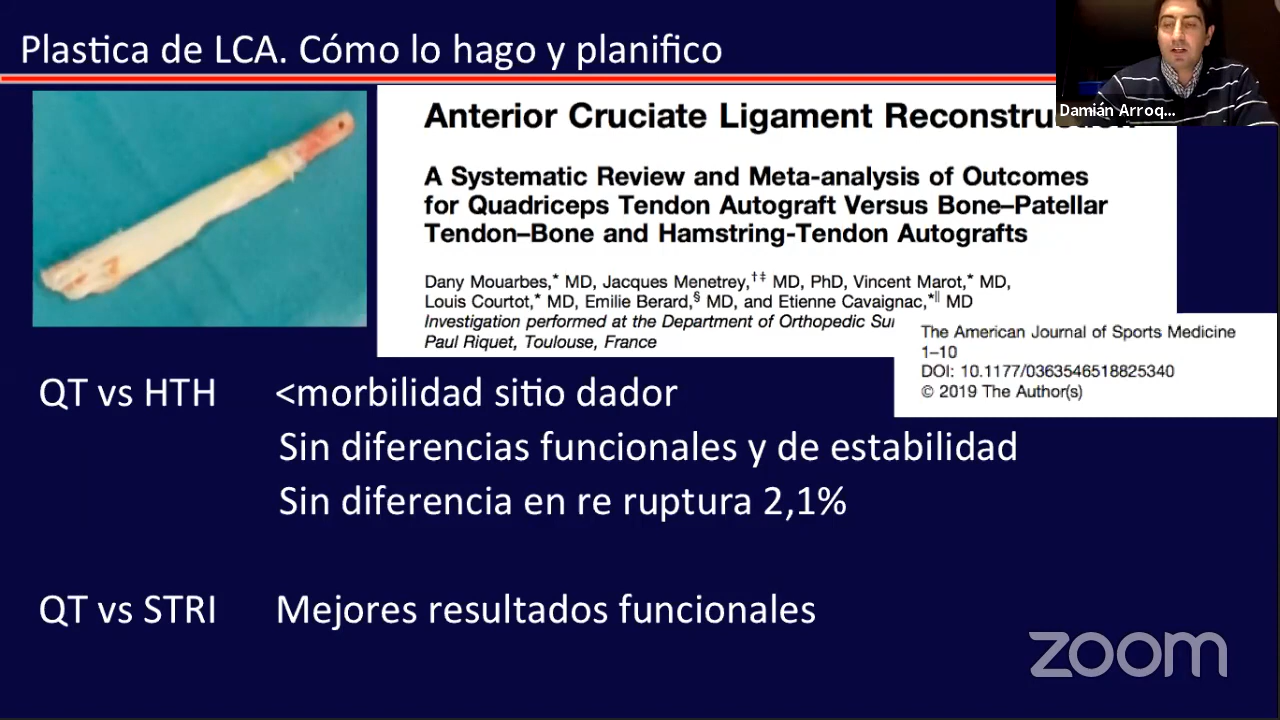 Plastica de LCA. Cómo lo hago y planifico
Damián Arroq...
Anterior Cruciate Ligament
A Systematic Review and Meta-analysis of Outcomes
for Quadriceps Tendon Autograft Versus Bone–Patellar
Tendon–Bone and Hamstring-Tendon Autografts
Dany Mouarbes,* MD, Jacques Menetrey,†‡ MD, PhD, Vincent Marot,* MD,
Louis Courtot,* MD, Emilie Berard,§ MD, and Etienne Cavaignac,*|| MD
Investigation performed at the Department of Orthopedic
Paul Riquet, Toulouse, France
The American Journal of Sports Medicine
1–10
DOI: 10.1177/0363546518825340
© 2019 The Author(s)
QT vs HTH <morbilidad sitio dador
Sin diferencias funcionales y de estabilidad
Sin diferencia en re ruptura 2,1%
QT vs STRI Mejores resultados funcionales
zoom